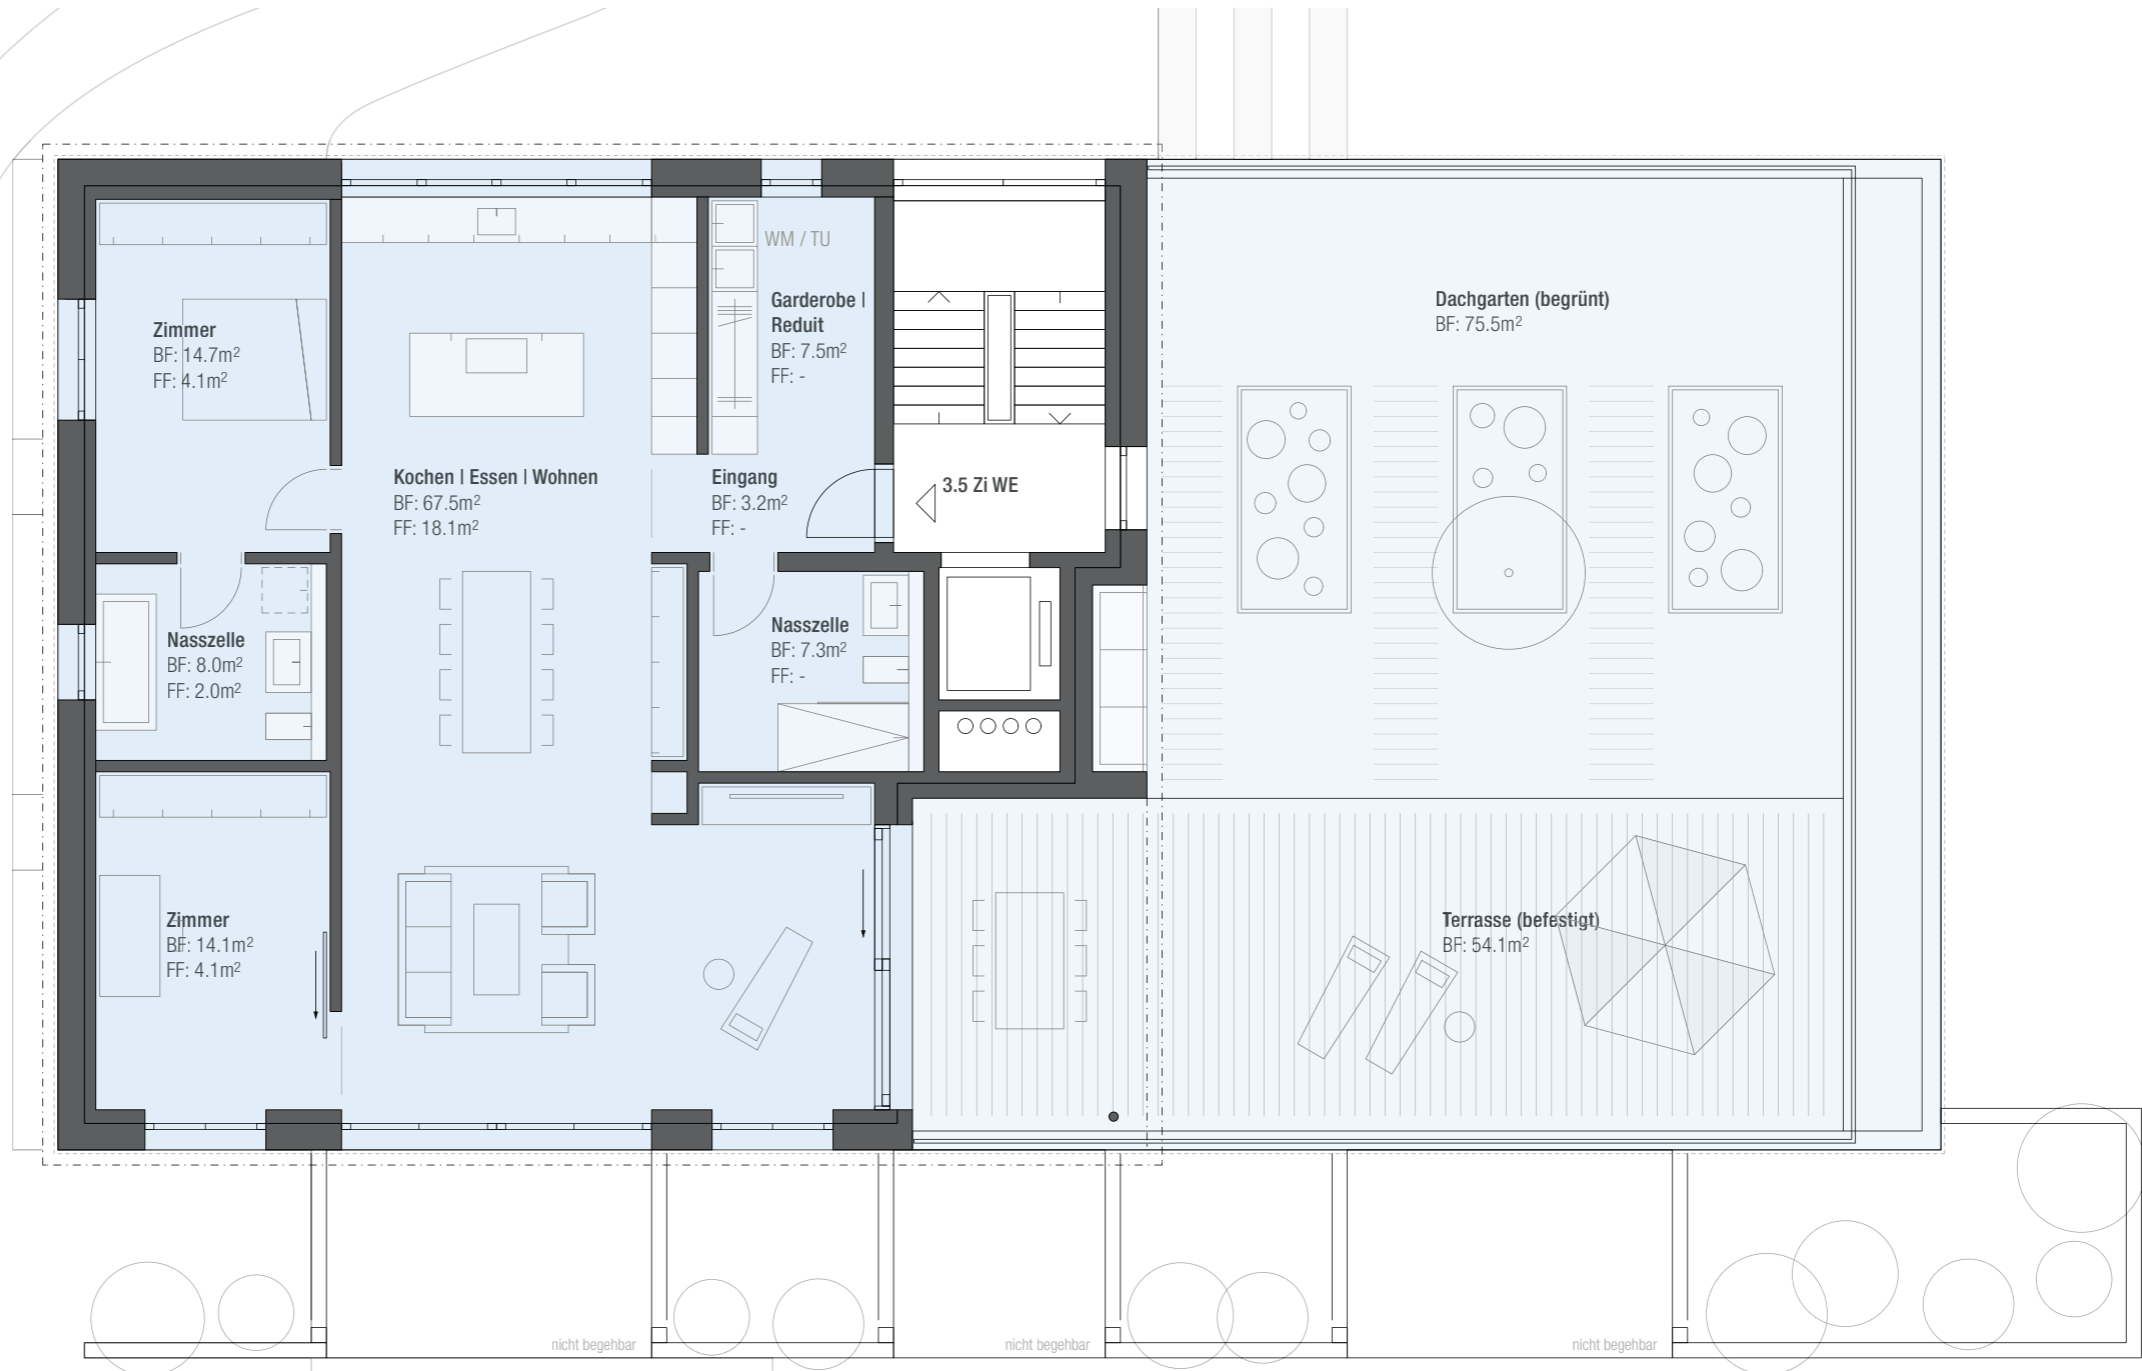 WM / TU
Garderobe |
Reduit
BF: 7.5m²
FF: -
Dachgarten (begrünt)
BF: 75.5m²
Zimmer
BF: 14.7m²
FF: 4.1m²
Kochen | Essen | Wohnen
BF: 67.5m²
FF: 18.1m²
Eingang
BF: 3.2m²
FF: -
3.5 Zi WE
Nasszelle
BF: 8.0m²
FF: 2.0m²
Nasszelle
BF: 7.3m²
FF: -
Zimmer
BF: 14.1m²
FF: 4.1m²
Terrasse (befestigt)
BF: 54.1m²
nicht begehbar
nicht begehbar
nicht begehbar